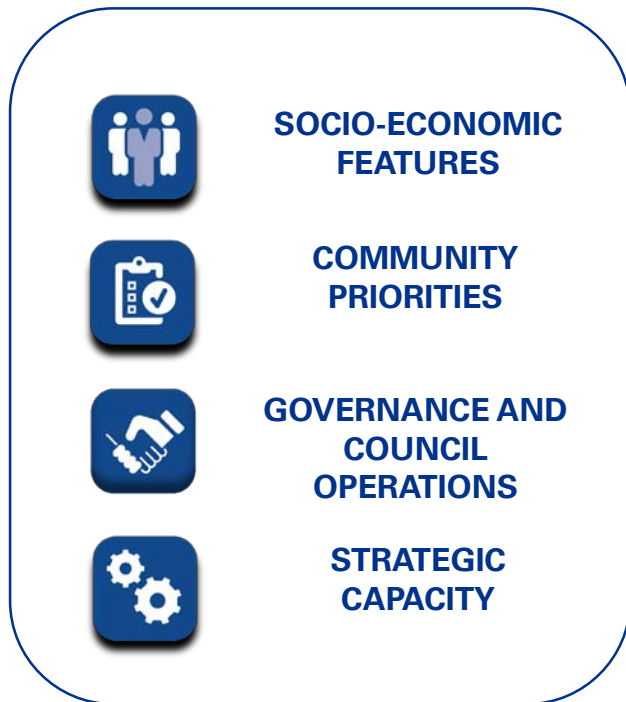 SOCIO-ECONOMIC
FEATURES
COMMUNITY
PRIORITIES
GOVERNANCE AND
COUNCIL
OPERATIONS
STRATEGIC
CAPACITY